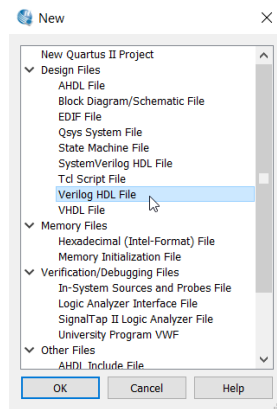 New
New Quartus II Project
Design Files
AHDL File
Block Diagram/Schematic File
EDIF File
Qsys System File
State Machine File
SystemVerilog HDL File
Tcl Script File
Verilog HDL File
VHDL File
Memory Files
Hexadecimal (Intel-Format) File
Memory Initialization File
Verification/Debugging Files
In-System Sources and Probes File
Logic Analyzer Interface File
SignalTap II Logic Analyzer File
University Program VWF
Other Files
AHDL Include File
OK Cancel Help